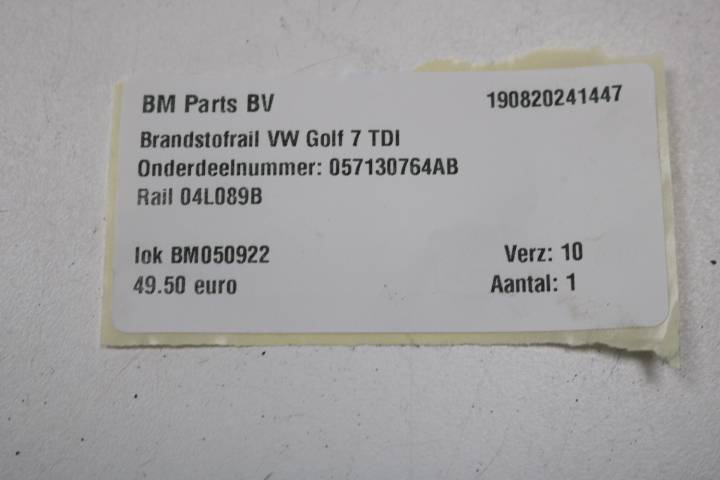 BM Parts BV 190820241447
Brandstofrail VW Golf 7 TDI
Onderdeelnummer: 057130764AB
Rail 04L089B
lok BM050922 Verz: 10
49.50 euro Aantal: 1